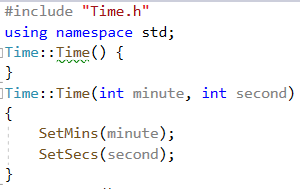 #include "Time.h"
using namespace std;
Time::Time() {
}
Time::Time(int minute, int second)
{
SetMins(minute);
SetSecs(second);
}